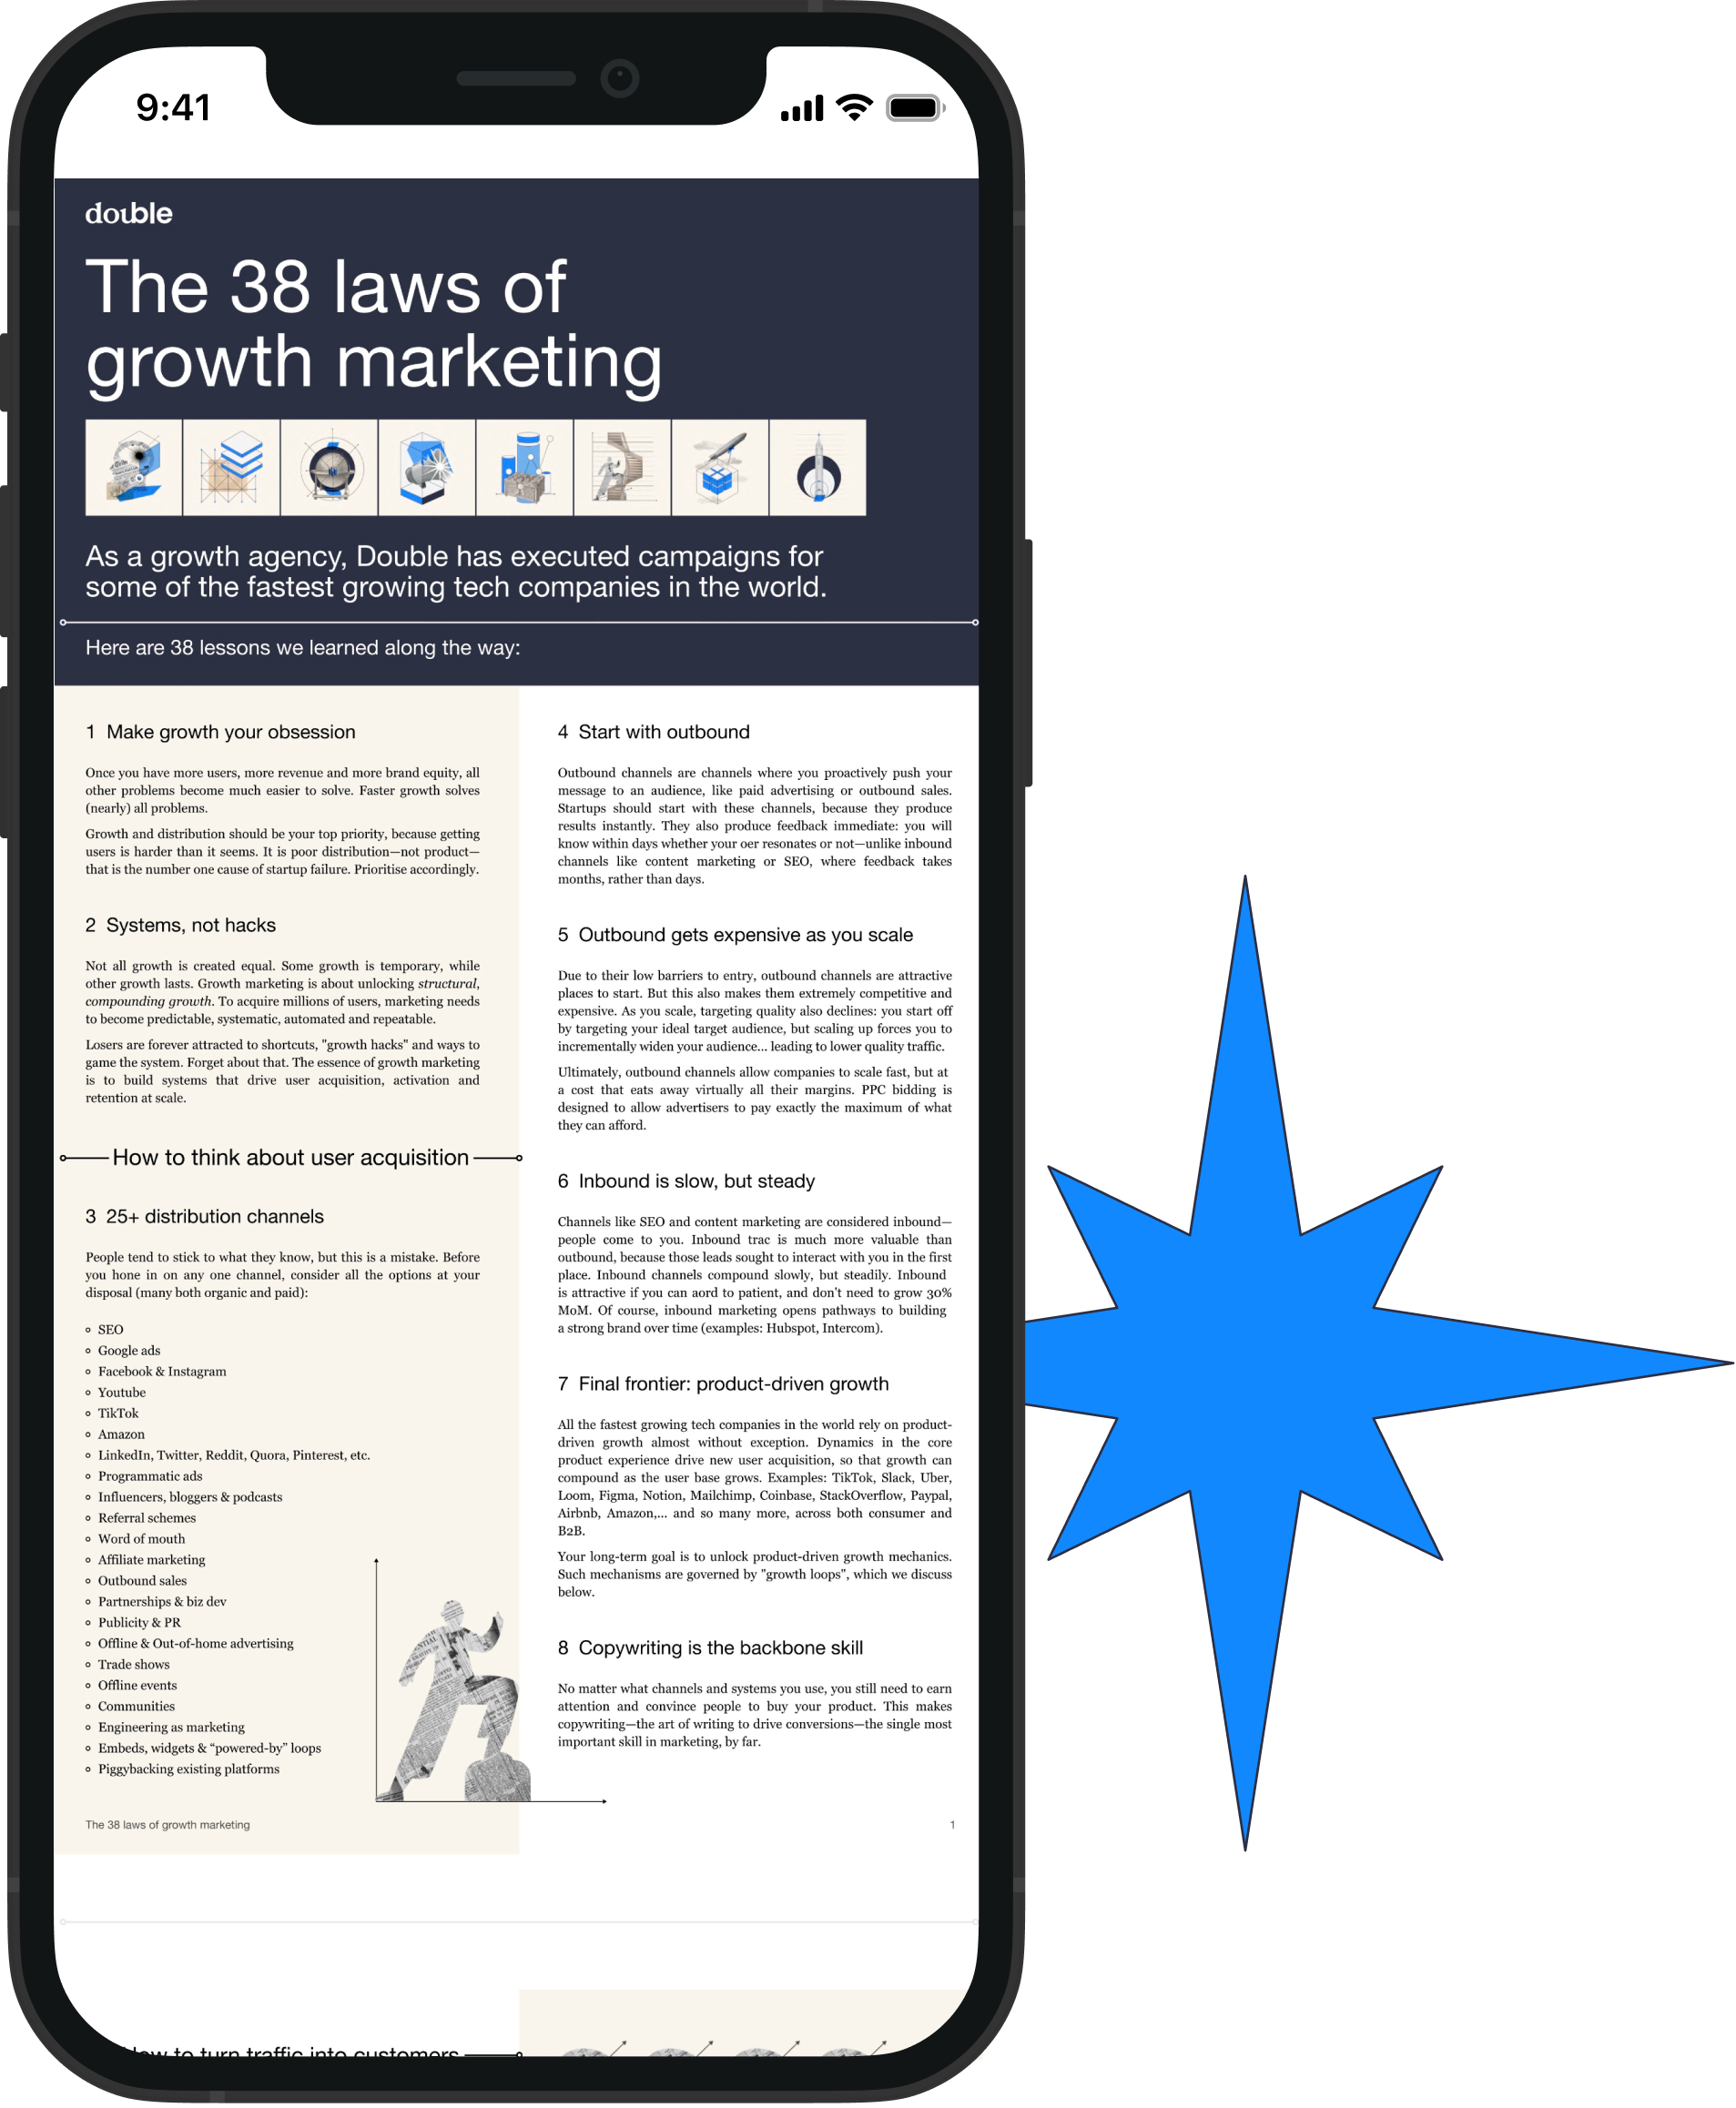 9:41
double
The 38 laws of
growth marketing
As a growth agency, Double has executed campaigns for
some of the fastest growing tech companies in the world.
Here are 38 lessons we learned along the way:
1 Make growth your obsession
Once you have more users, more revenue and more brand equity, all
other problems become much easier to solve. Faster growth solves
(nearly) all problems.
Growth and distribution should be your top priority, because getting
users is harder than it seems. It is poor distribution—not product—
that is the number one cause of startup failure. Prioritise accordingly.
2 Systems, not hacks
Not all growth is created equal. Some growth is temporary, while
other growth lasts. Growth marketing is about unlocking structural,
compounding growth. To acquire millions of users, marketing needs
to become predictable, systematic, automated and repeatable.
Losers are forever attracted to shortcuts, "growth hacks" and ways to
game the system. Forget about that. The essence of growth marketing
is to build systems that drive user acquisition, activation and
retention at scale.
How to think about user acquisition
3 25+ distribution channels
People tend to stick to what they know, but this is a mistake. Before
you hone in on any one channel, consider all the options at your
disposal (many both organic and paid):
SEO
Google ads
Facebook & Instagram
Youtube
TikTok
Amazon
LinkedIn, Twitter, Reddit, Quora, Pinterest, etc.
Programmatic ads
Influencers, bloggers & podcasts
Referral schemes
Word of mouth
Affiliate marketing
Outbound sales
Partnerships & biz dev
Publicity & PR
Offline & Out-of-home advertising
Trade shows
Offline events
Communities
Engineering as marketing
Embeds, widgets & “powered-by” loops
Piggybacking existing platforms
4 Start with outbound
Outbound channels are channels where you proactively push your
message to an audience, like paid advertising or outbound sales.
Startups should start with these channels, because they produce
results instantly. They also produce feedback immediate: you will
know within days whether your oer resonates or not—unlike inbound
channels like content marketing or SEO, where feedback takes
months, rather than days.
5 Outbound gets expensive as you scale
Due to their low barriers to entry, outbound channels are attractive
places to start. But this also makes them extremely competitive and
expensive. As you scale, targeting quality also declines: you start off
by targeting your ideal target audience, but scaling up forces you to
incrementally widen your audience... leading to lower quality traffic.
Ultimately, outbound channels allow companies to scale fast, but at
a cost that eats away virtually all their margins. PPC bidding is
designed to allow advertisers to pay exactly the maximum of what
they can afford.
6 Inbound is slow, but steady
Channels like SEO and content marketing are considered inbound—
people come to you. Inbound trac is much more valuable than
outbound, because those leads sought to interact with you in the first
place. Inbound channels compound slowly, but steadily. Inbound
is attractive if you can aord to patient, and don't need to grow 30%
MoM. Of course, inbound marketing opens pathways to building
a strong brand over time (examples: Hubspot, Intercom).
7 Final frontier: product-driven growth
All the fastest growing tech companies in the world rely on product-
driven growth almost without exception. Dynamics in the core
product experience drive new user acquisition, so that growth can
compound as the user base grows. Examples: TikTok, Slack, Uber,
Loom, Figma, Notion, Mailchimp, Coinbase, StackOverflow, Paypal,
Airbnb, Amazon,... and so many more, across both consumer and
B2B.
Your long-term goal is to unlock product-driven growth mechanics.
Such mechanisms are governed by "growth loops", which we discuss
below.
8 Copywriting is the backbone skill
No matter what channels and systems you use, you still need to earn
attention and convince people to buy your product. This makes
copywriting—the art of writing to drive conversions—the single most
important skill in marketing, by far.
The 38 laws of growth marketing
1
How to turn traffic into customers